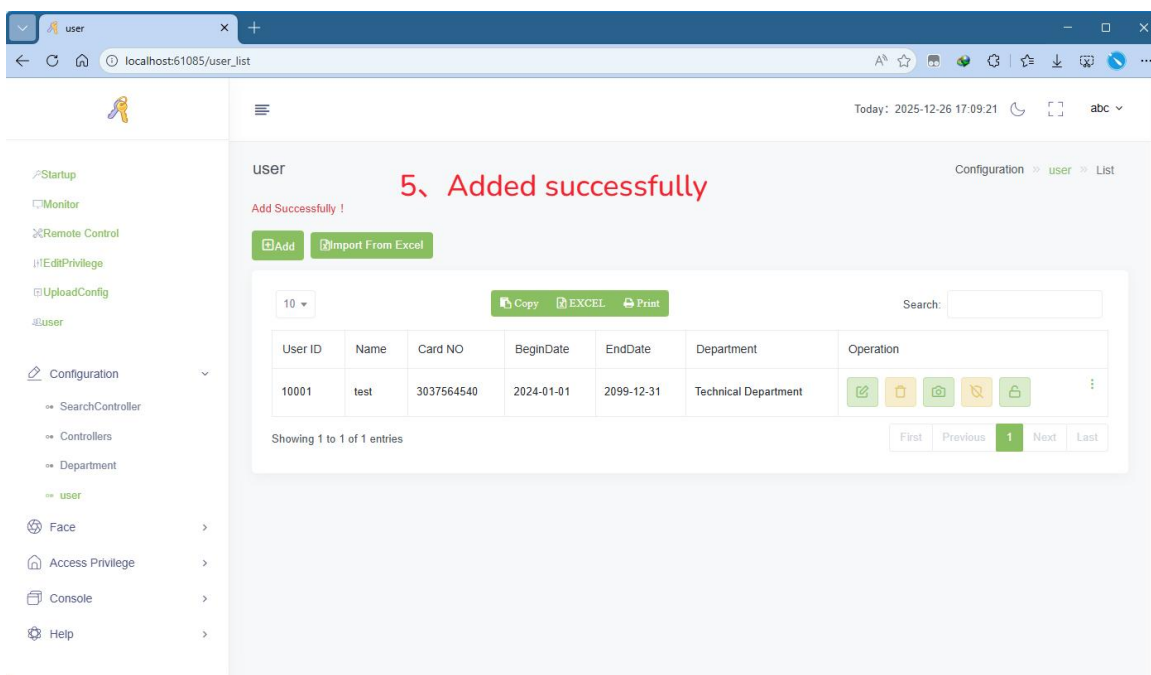 user
localhost:61085/user_list
Today: 2025-12-26 17:09:21 abc
Startup
Monitor
Remote Control
EditPrivilege
UploadConfig
user
Configuration
SearchController
Controllers
Department
user
Face
Access Privilege
Console
Help
user
Configuration » user » List
5、Added successfully
Add Successfully！
Add Import From Excel
10 Copy EXCEL Print Search:
User ID Name Card NO BeginDate EndDate Department Operation
10001 test 3037564540 2024-01-01 2099-12-31 Technical Department
Showing 1 to 1 of 1 entries First Previous 1 Next Last